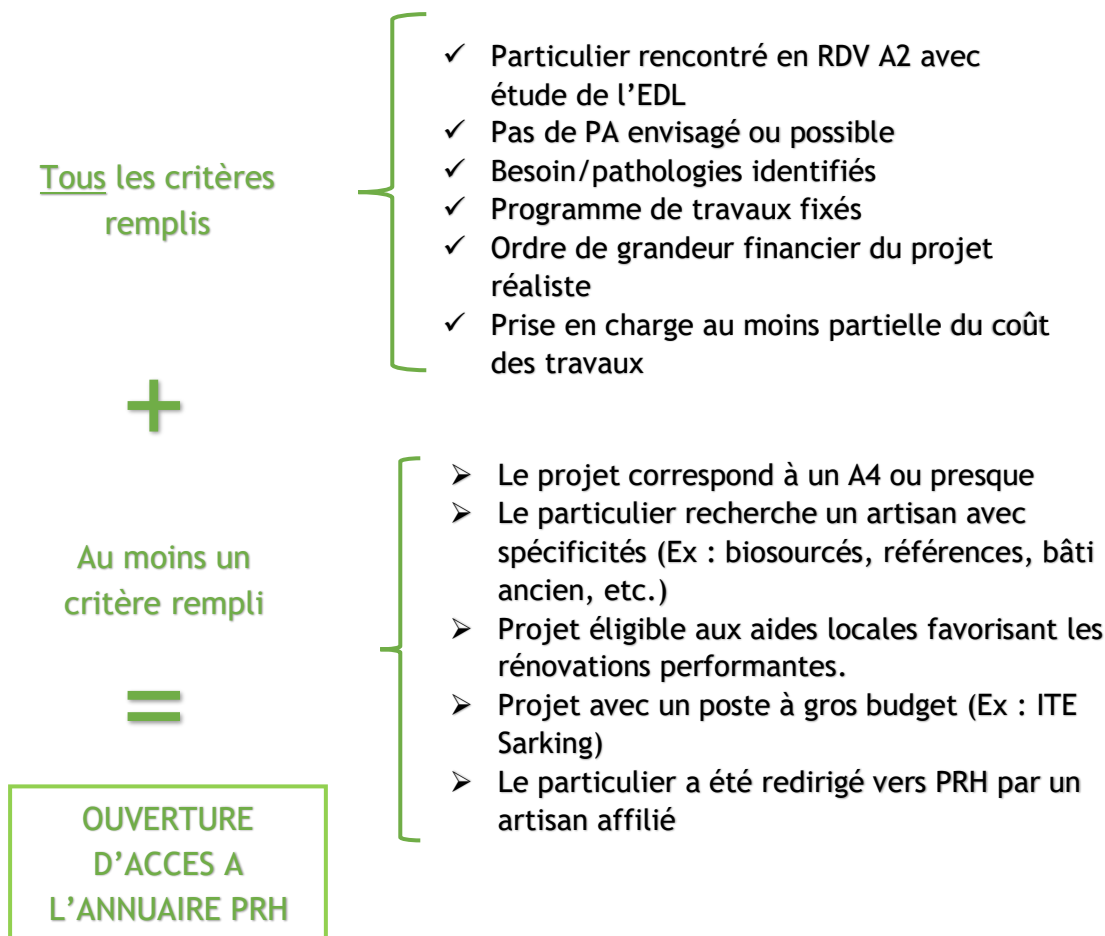 Tous les critères
remplis
✓ Particulier rencontré en RDV A2 avec
étude de l’EDL
✓ Pas de PA envisagé ou possible
✓ Besoin/pathologies identifiés
✓ Programme de travaux fixés
✓ Ordre de grandeur financier du projet
réaliste
✓ Prise en charge au moins partielle du coût
des travaux
+
Au moins un
critère rempli
➢ Le projet correspond à un A4 ou presque
➢ Le particulier recherche un artisan avec
spécificités (Ex : biosourcés, références, bâti
ancien, etc.)
➢ Projet éligible aux aides locales favorisant les
rénovations performantes.
➢ Projet avec un poste à gros budget (Ex : ITE
Sarking)
➢ Le particulier a été redirigé vers PRH par un
artisan affilié
=
OUVERTURE
D’ACCES A
L’ANNUAIRE PRH